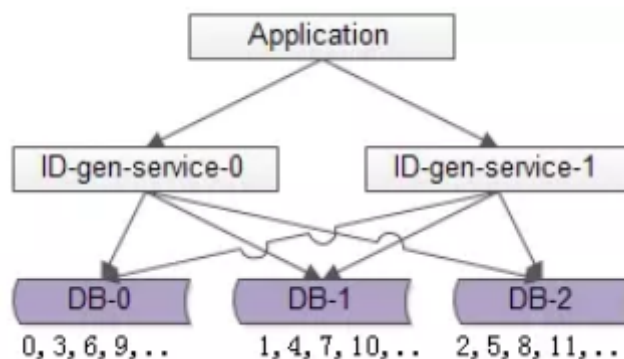 Application
ID-gen-service-0 ID-gen-service-1
DB-0 DB-1 DB-2
0,3,6,9,.. 1,4,7,10,.. 2,5,8,11,..